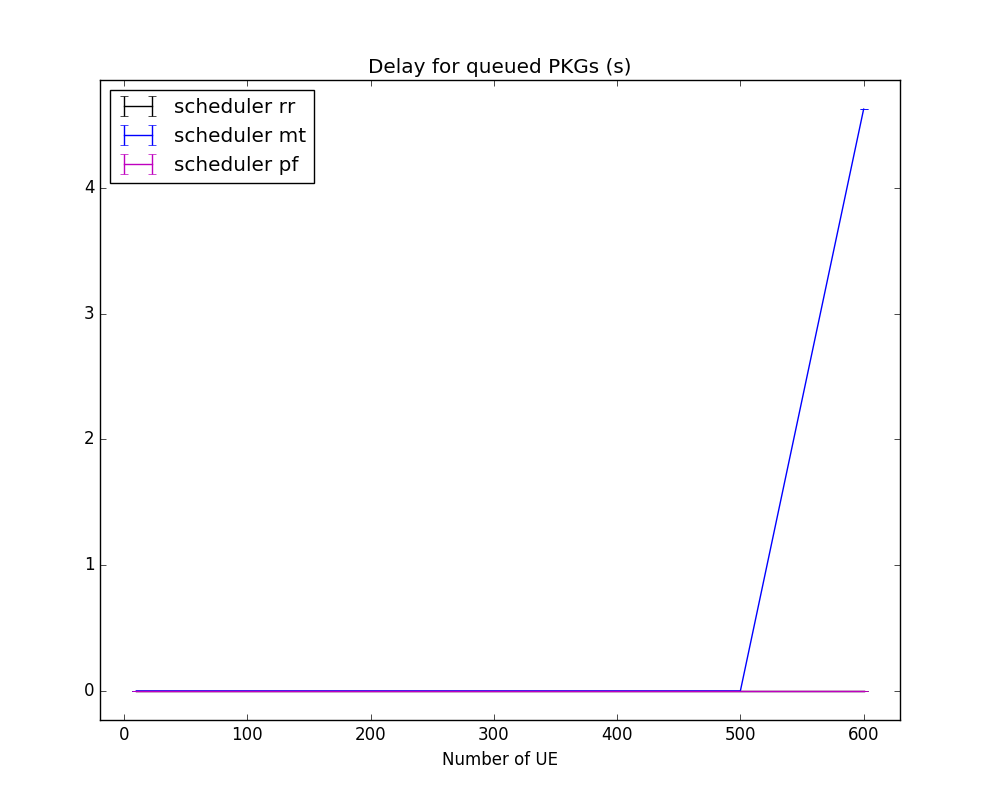 Delay for queued PKGs (s)
scheduler rr
scheduler mt
scheduler pf
4
3
2
1
0
0 100 200 300 400 500 600
Number of UE